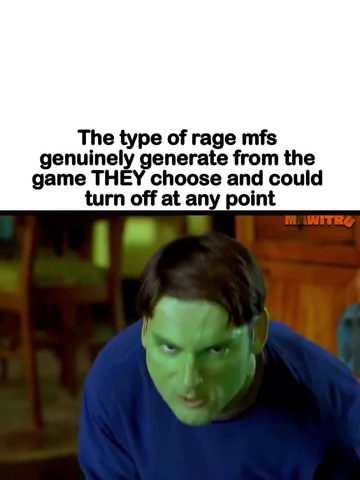 The type of rage mfs
genuinely generate from the
game THEY choose and could
turn off at any point
MAWITRU